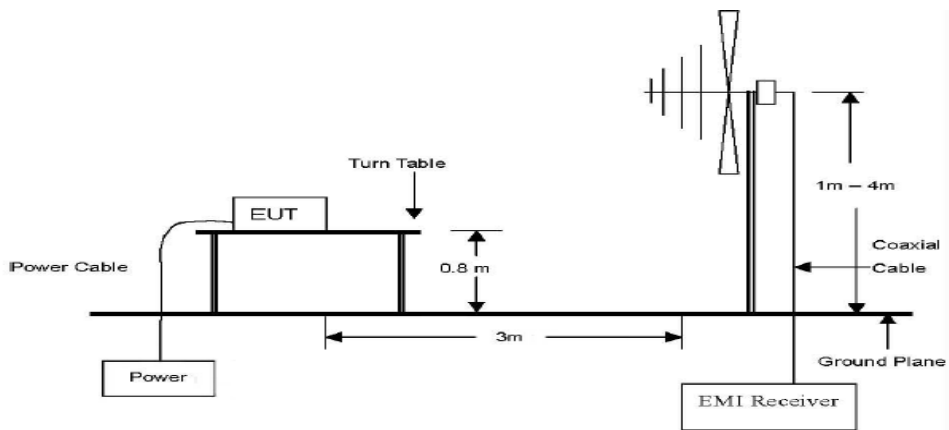 Turn Table
EUT
1m – 4m
0.8 m
Coaxial
Cable
Power Cable
3m
Ground Plane
Power
EMI Receiver